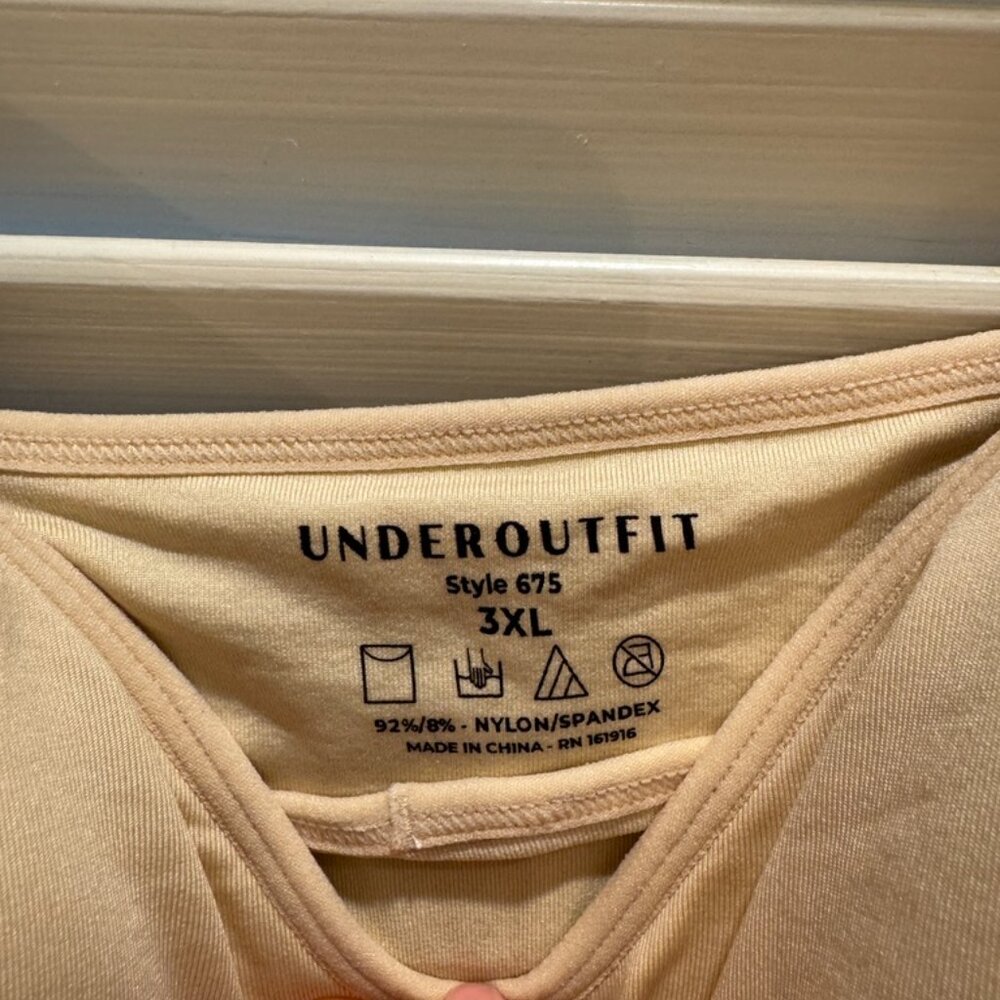 UNDEROUTFIT
Style 675
3XL
92%/8% - NYLON/SPANDEX
MADE IN CHINA - RN 161916